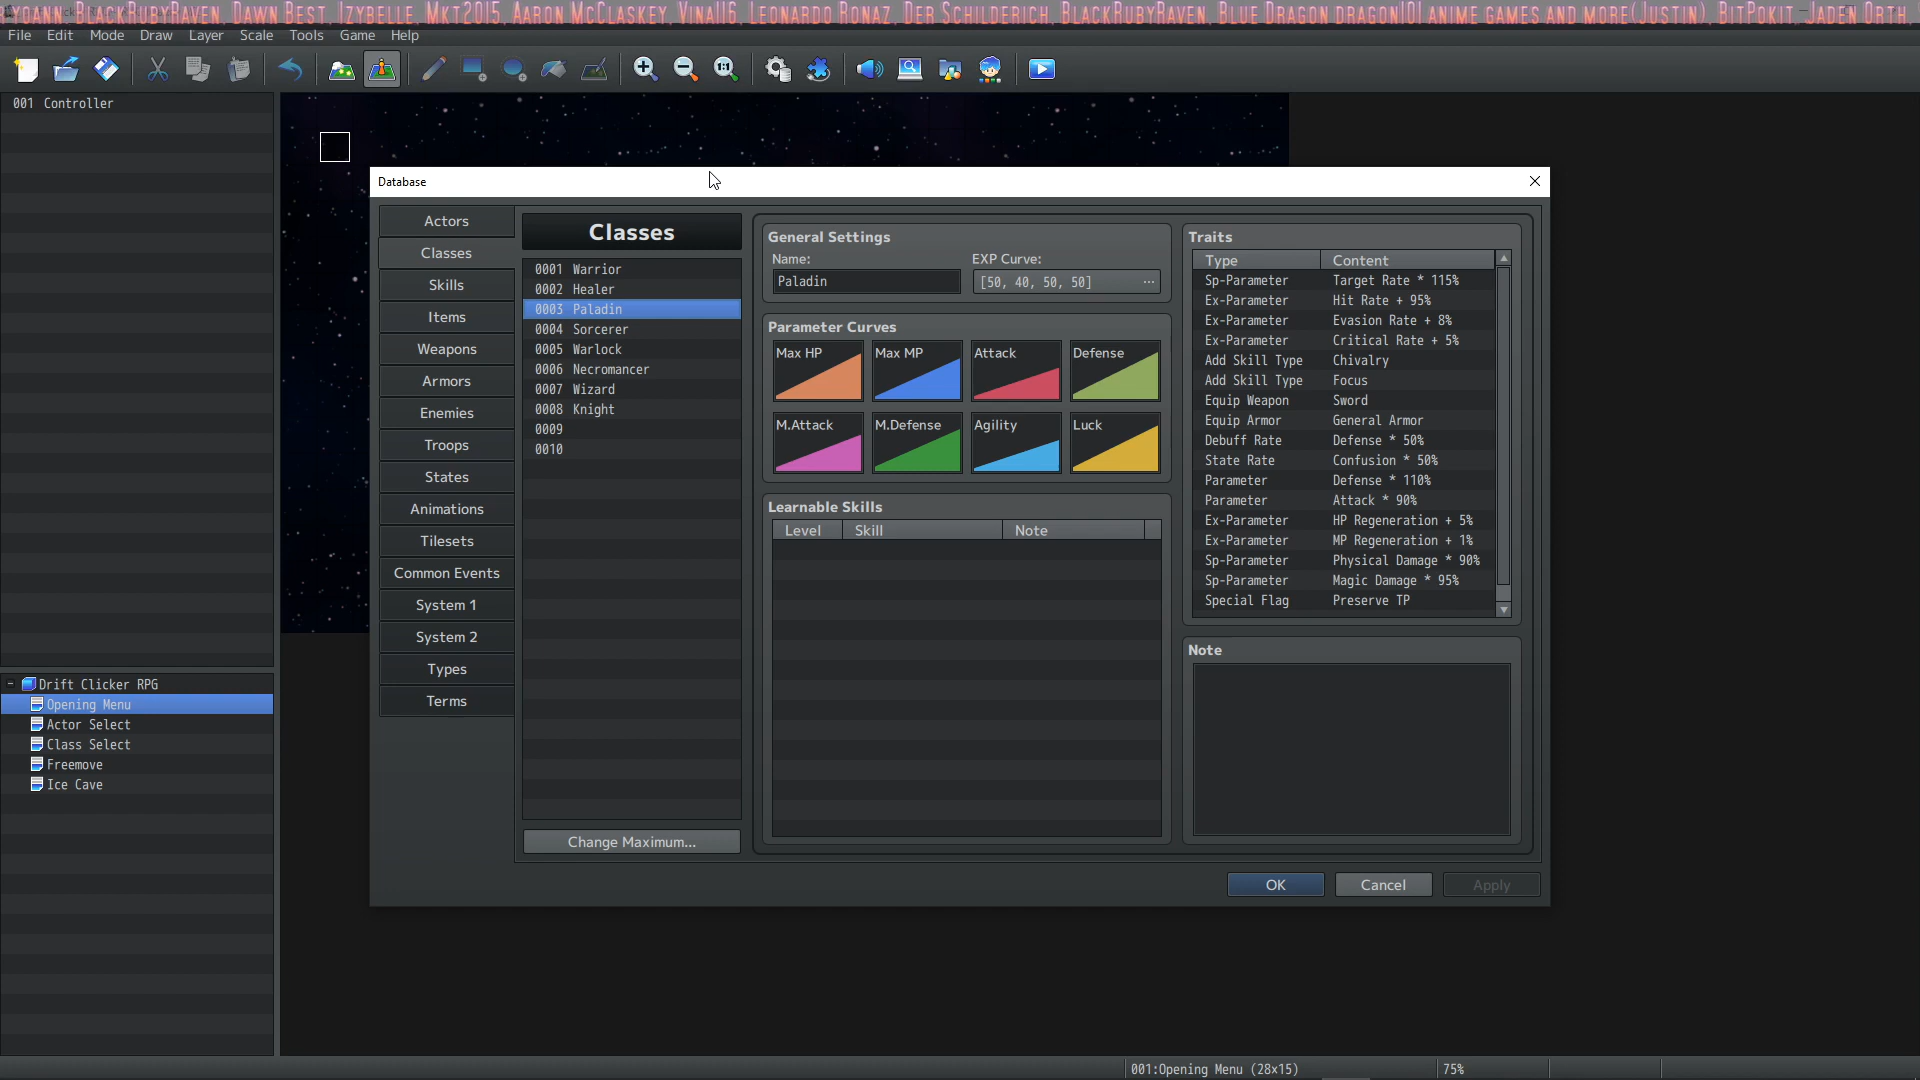 YOANN, BLACKRUBYRAVEN, DAWN BEST, IZYBELLE, MKT2015, AARON MCCLASKEY, VINAU6, LEONARDO BONAZ, DER SCHILDERICH, BLACKRUBYRAVEN, BLUE DRAGON DRAGON101 ANIME GAMES AND MORE(JUSTIN), BITPOKIT, JADEN ORTH,
File Edit Mode Draw Layer Scale Tools Game Help
001 Controller
Database
Actors
Classes
Skills
Items
Weapons
Armors
Enemies
Troops
States
Animations
Tilesets
Common Events
System 1
System 2
Types
Terms
Classes
0001 Warrior
0002 Healer
0003 Paladin
0004 Sorcerer
0005 Warlock
0006 Necromancer
0007 Wizard
0008 Knight
0009
0010
Change Maximum...
General Settings
Name: EXP Curve:
Paladin [50, 40, 50, 50] ...
Parameter Curves
Max HP Max MP Attack Defense
M.Attack M.Defense Agility Luck
Learnable Skills
Level Skill Note
Traits
Type Content
Sp-Parameter Target Rate * 115%
Ex-Parameter Hit Rate + 95%
Ex-Parameter Evasion Rate + 8%
Ex-Parameter Critical Rate + 5%
Add Skill Type Chivalry
Add Skill Type Focus
Equip Weapon Sword
Equip Armor General Armor
Debuff Rate Defense * 50%
State Rate Confusion * 50%
Parameter Defense * 110%
Parameter Attack * 90%
Ex-Parameter HP Regeneration + 5%
Ex-Parameter MP Regeneration + 1%
Sp-Parameter Physical Damage * 90%
Sp-Parameter Magic Damage * 95%
Special Flag Preserve TP
Note
OK Cancel Apply
Drift Clicker RPG
Opening Menu
Actor Select
Class Select
Freemove
Ice Cave
001:Opening Menu (28x15) 75%